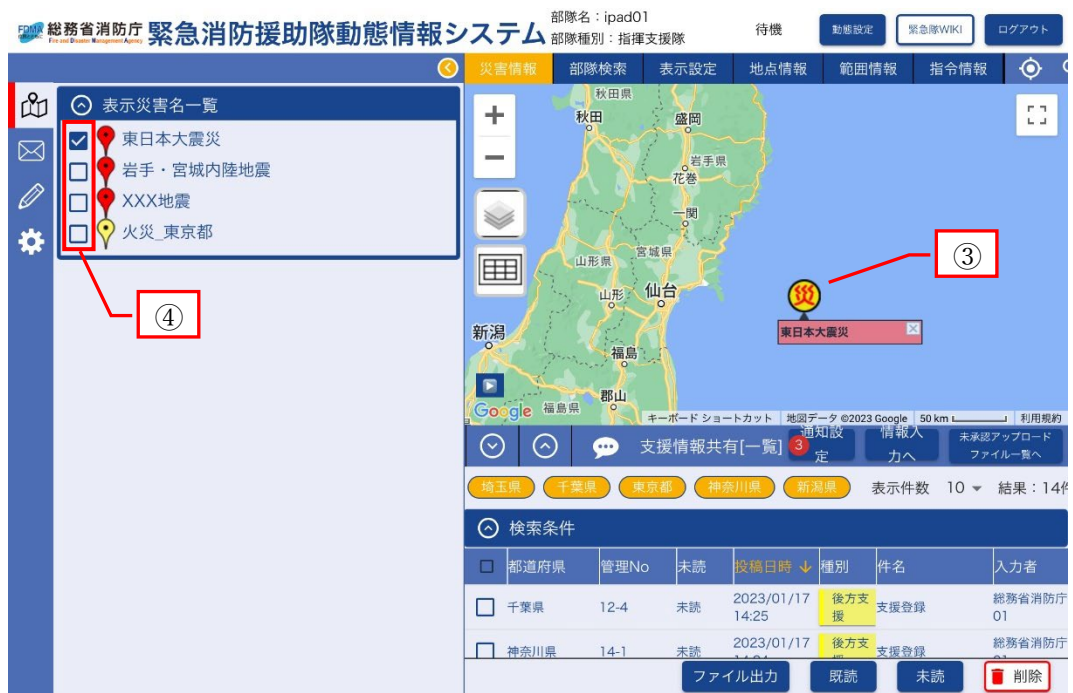 FDMA 総務省消防庁 緊急消防援助隊動態情報システム
Fire and Disaster Management Agency
部隊名：ipad01
部隊種別：指揮支援隊
待機
動態設定
緊急隊WIKI
ログアウト
災害情報 部隊検索 表示設定 地点情報 範囲情報 指令情報
表示災害名一覧
東日本大震災
岩手・宮城内陸地震
XXX地震
火災_東京都
④
秋田県
秋田
盛岡
岩手県
花巻
一関
宮城県
山形県
山形
仙台
新潟
福島
郡山
福島県
災
東日本大震災
③
Google
キーボード ショートカット 地図データ ©2023 Google 50 km 利用規約
支援情報共有[一覧] 3
通知設定
情報入力へ
未承認アップロード
ファイル一覧へ
埼玉県 千葉県 東京都 神奈川県 新潟県 表示件数 10 結果：14件
検索条件
都道府県 管理No 未読 投稿日時 ↓ 種別 件名 入力者
千葉県 12-4 未読 2023/01/17 14:25 後方支援 支援登録 総務省消防庁01
神奈川県 14-1 未読 2023/01/17 後方支 支援登録 総務省消防庁
ファイル出力 既読 未読 削除